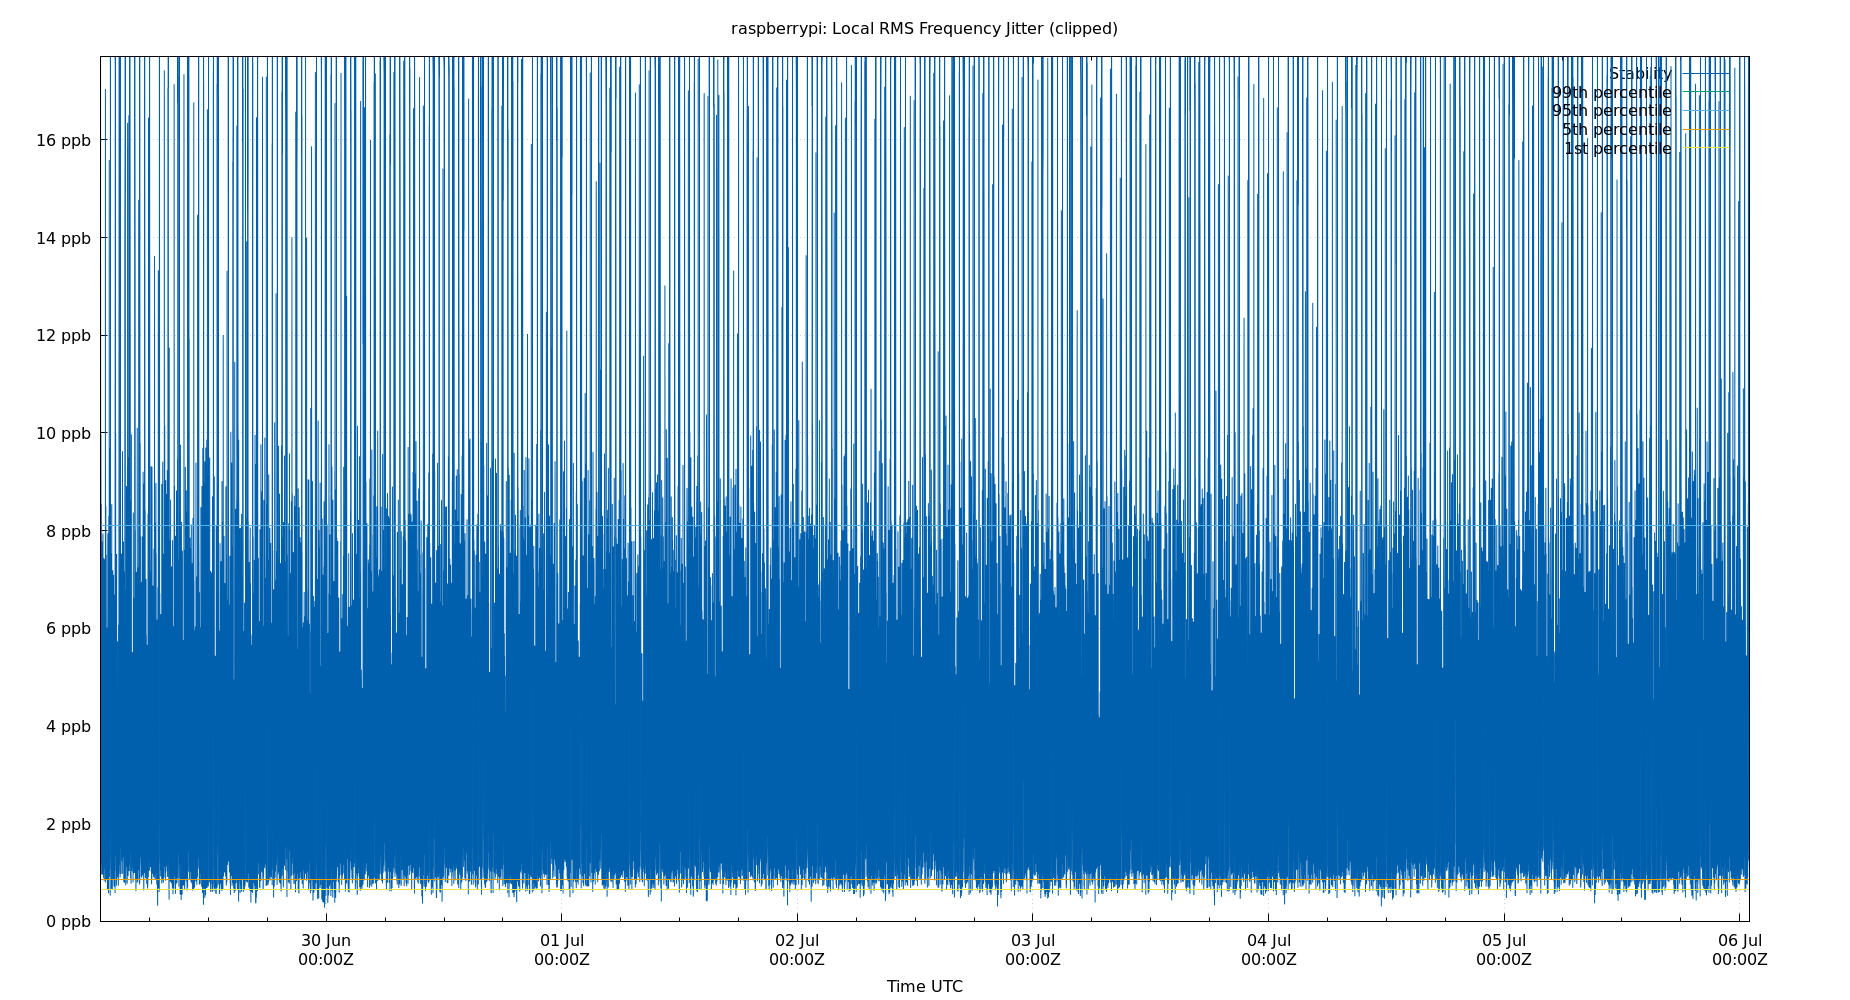 raspberrypi: Local RMS Frequency Jitter (clipped)
Stability
99th percentile
95th percentile
5th percentile
1st percentile
16 ppb
14 ppb
12 ppb
10 ppb
8 ppb
6 ppb
4 ppb
2 ppb
0 ppb
30 Jun 01 Jul 02 Jul 03 Jul 04 Jul 05 Jul 06 Jul
00:00Z 00:00Z 00:00Z 00:00Z 00:00Z 00:00Z 00:00Z
Time UTC